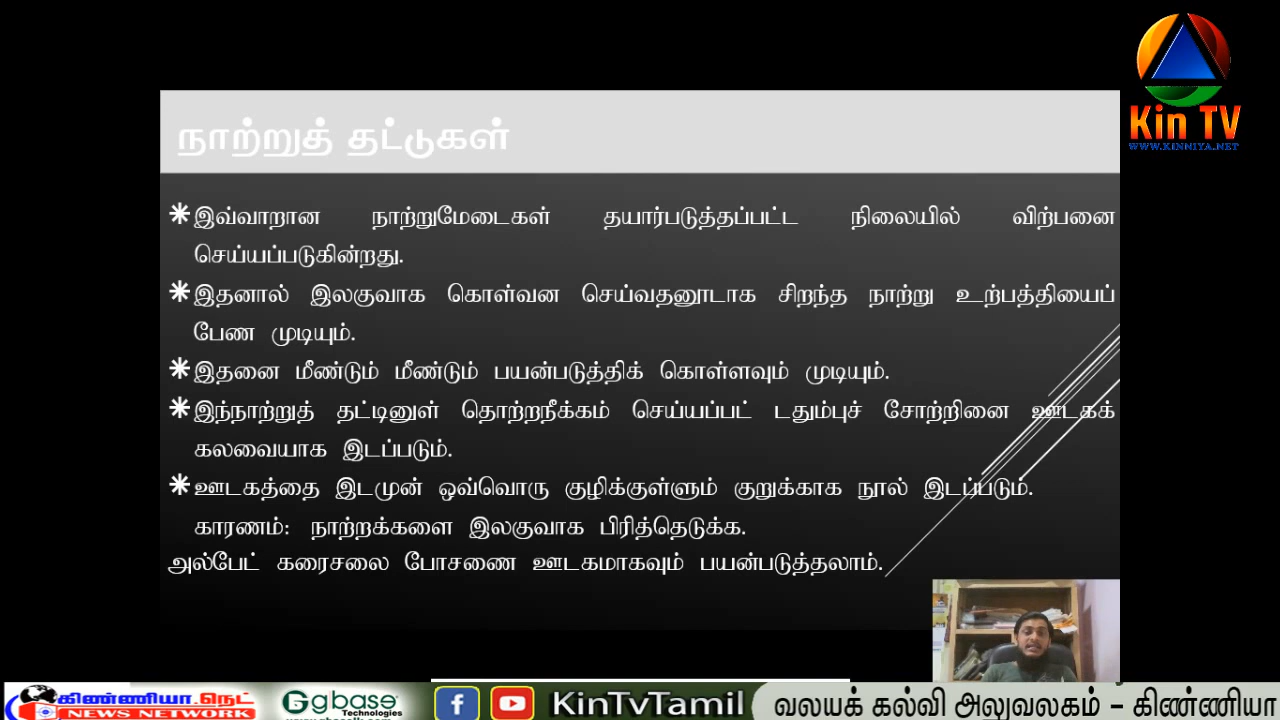 Kin TV
WWW.KINNIYA.NET
நாற்றுத் தட்டுகள்
இவ்வாறான நாற்றுமேடைகள் தயார்படுத்தப்பட்ட நிலையில் விற்பனை
செய்யப்படுகின்றது.
இதனால் இலகுவாக கொள்வன செய்வதனூடாக சிறந்த நாற்று உற்பத்தியைப்
பேண முடியும்.
இதனை மீண்டும் மீண்டும் பயன்படுத்திக் கொள்ளவும் முடியும்.
இந்நாற்றுத் தட்டினுள் தொற்றநீக்கம் செய்யப்பட் டதும்புச் சோற்றினை ஊடகக்
கலவையாக இடப்படும்.
ஊடகத்தை இடமுன் ஒவ்வொரு குழிக்குள்ளும் குறுக்காக நூல் இடப்படும்.
காரணம்: நாற்றக்களை இலகுவாக பிரித்தெடுக்க.
அல்பேட் கரைசலை போசணை ஊடகமாகவும் பயன்படுத்தலாம்.
கிண்ணியா.நெட்
NEWS NETWORK
gbase
Technologies
KinTvTamil
வலயக் கல்வி அலுவலகம் - கிண்ணியா